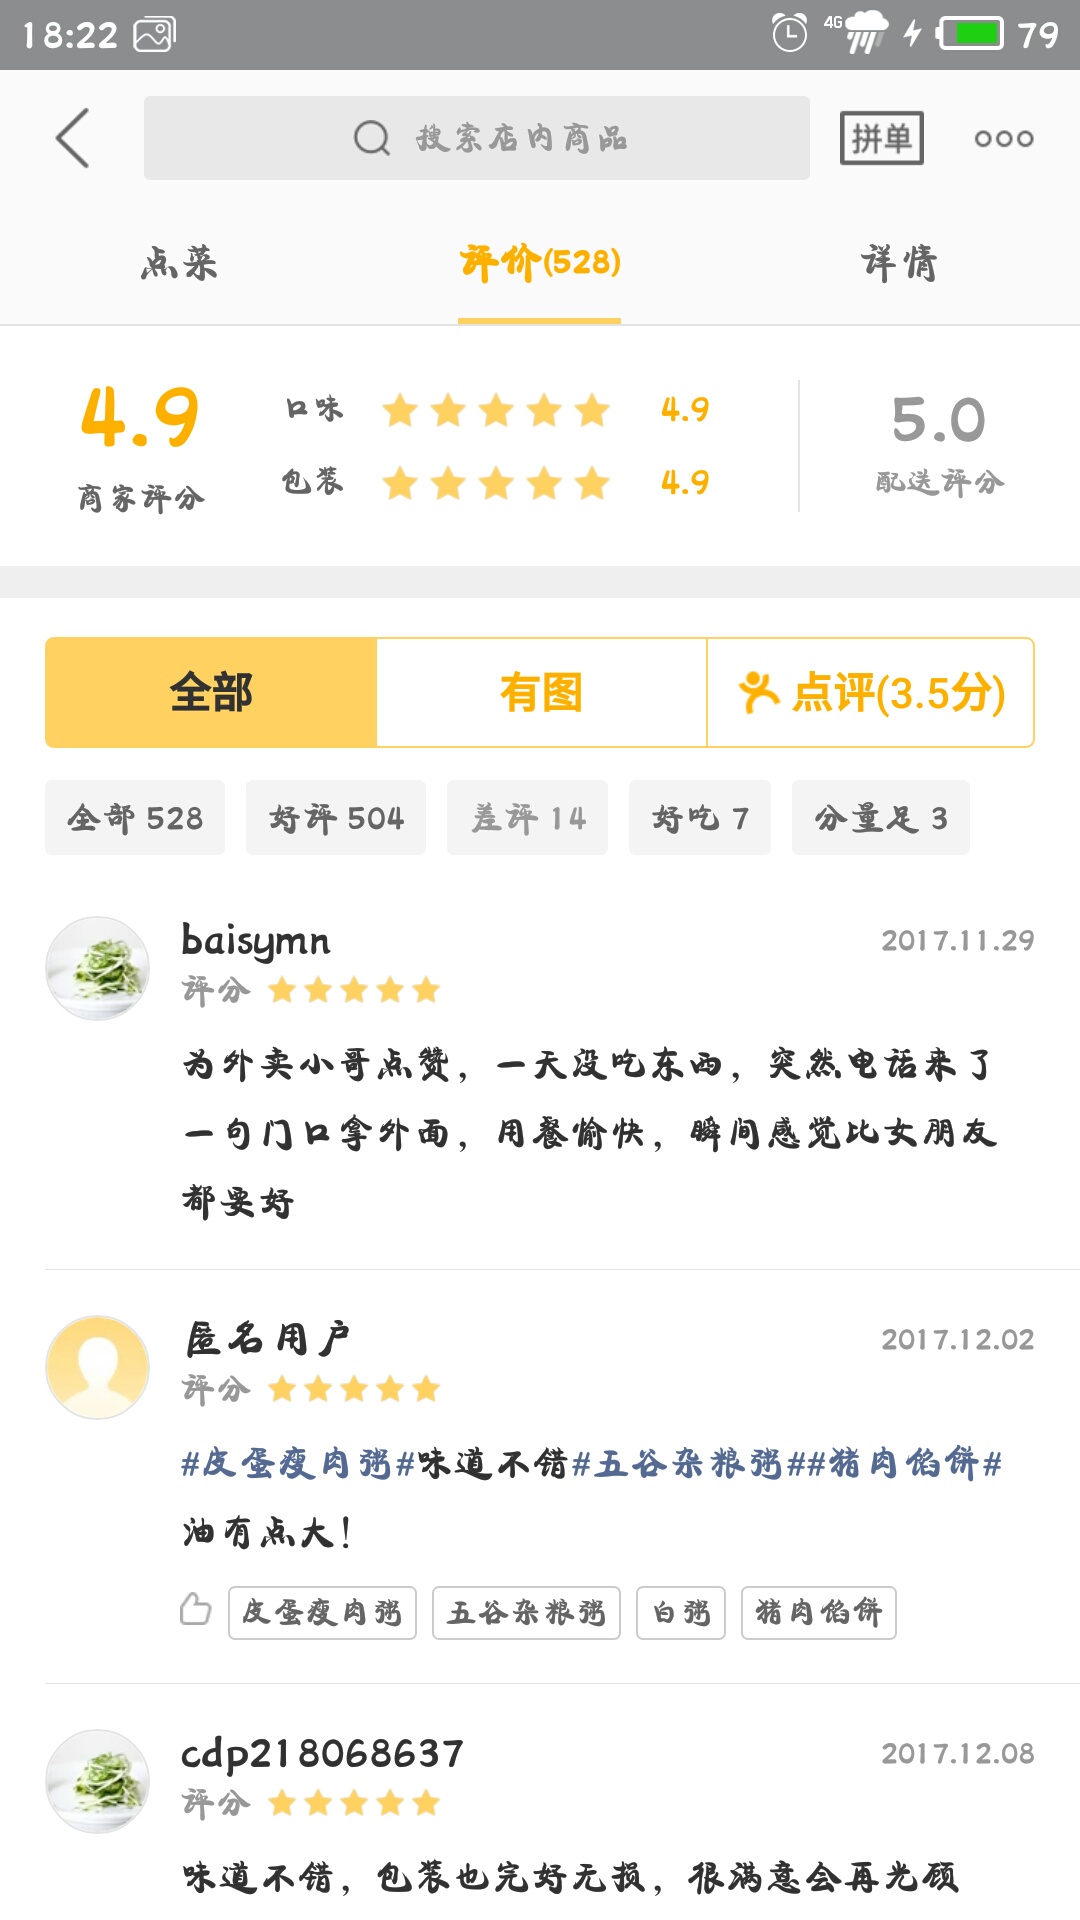 18:22
4G
79
搜索店内商品
拼单
点菜
评价(528)
详情
4.9
商家评分
口味
4.9
包装
4.9
5.0
配送评分
全部
有图
点评(3.5分)
全部 528
好评 504
差评 14
好吃 7
分量足 3
baisymn
2017.11.29
评分
为外卖小哥点赞，一天没吃东西，突然电话来了
一句门口拿外面，用餐愉快，瞬间感觉比女朋友
都要好
匿名用户
2017.12.02
评分
#皮蛋瘦肉粥#味道不错#五谷杂粮粥##猪肉馅饼#
油有点大！
皮蛋瘦肉粥
五谷杂粮粥
白粥
猪肉馅饼
cdp218068637
2017.12.08
评分
味道不错，包装也完好无损，很满意会再光顾